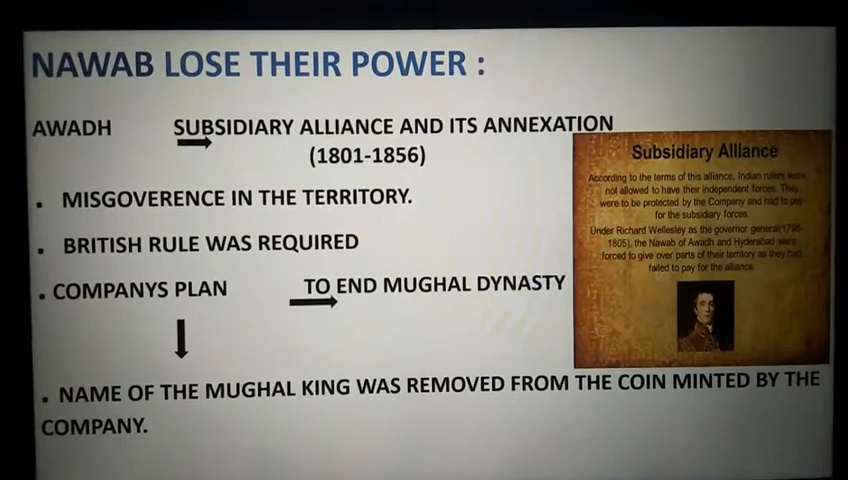 NAWAB LOSE THEIR POWER :
AWADH SUBSIDIARY ALLIANCE AND ITS ANNEXATION
(1801-1856)
. MISGOVERENCE IN THE TERRITORY.
. BRITISH RULE WAS REQUIRED
. COMPANYS PLAN TO END MUGHAL DYNASTY
. NAME OF THE MUGHAL KING WAS REMOVED FROM THE COIN MINTED BY THE
COMPANY.
Subsidiary Alliance
According to the terms of this alliance, Indian rulers were
not allowed to have their independent forces. They
were to be protected by the Company and had to pay
for the subsidiary forces.
Under Richard Wellesley as the governor general(1798-
1805), the Nawab of Awadh and Hyderabad were
forced to give over parts of their territory as they had
failed to pay for the alliance.